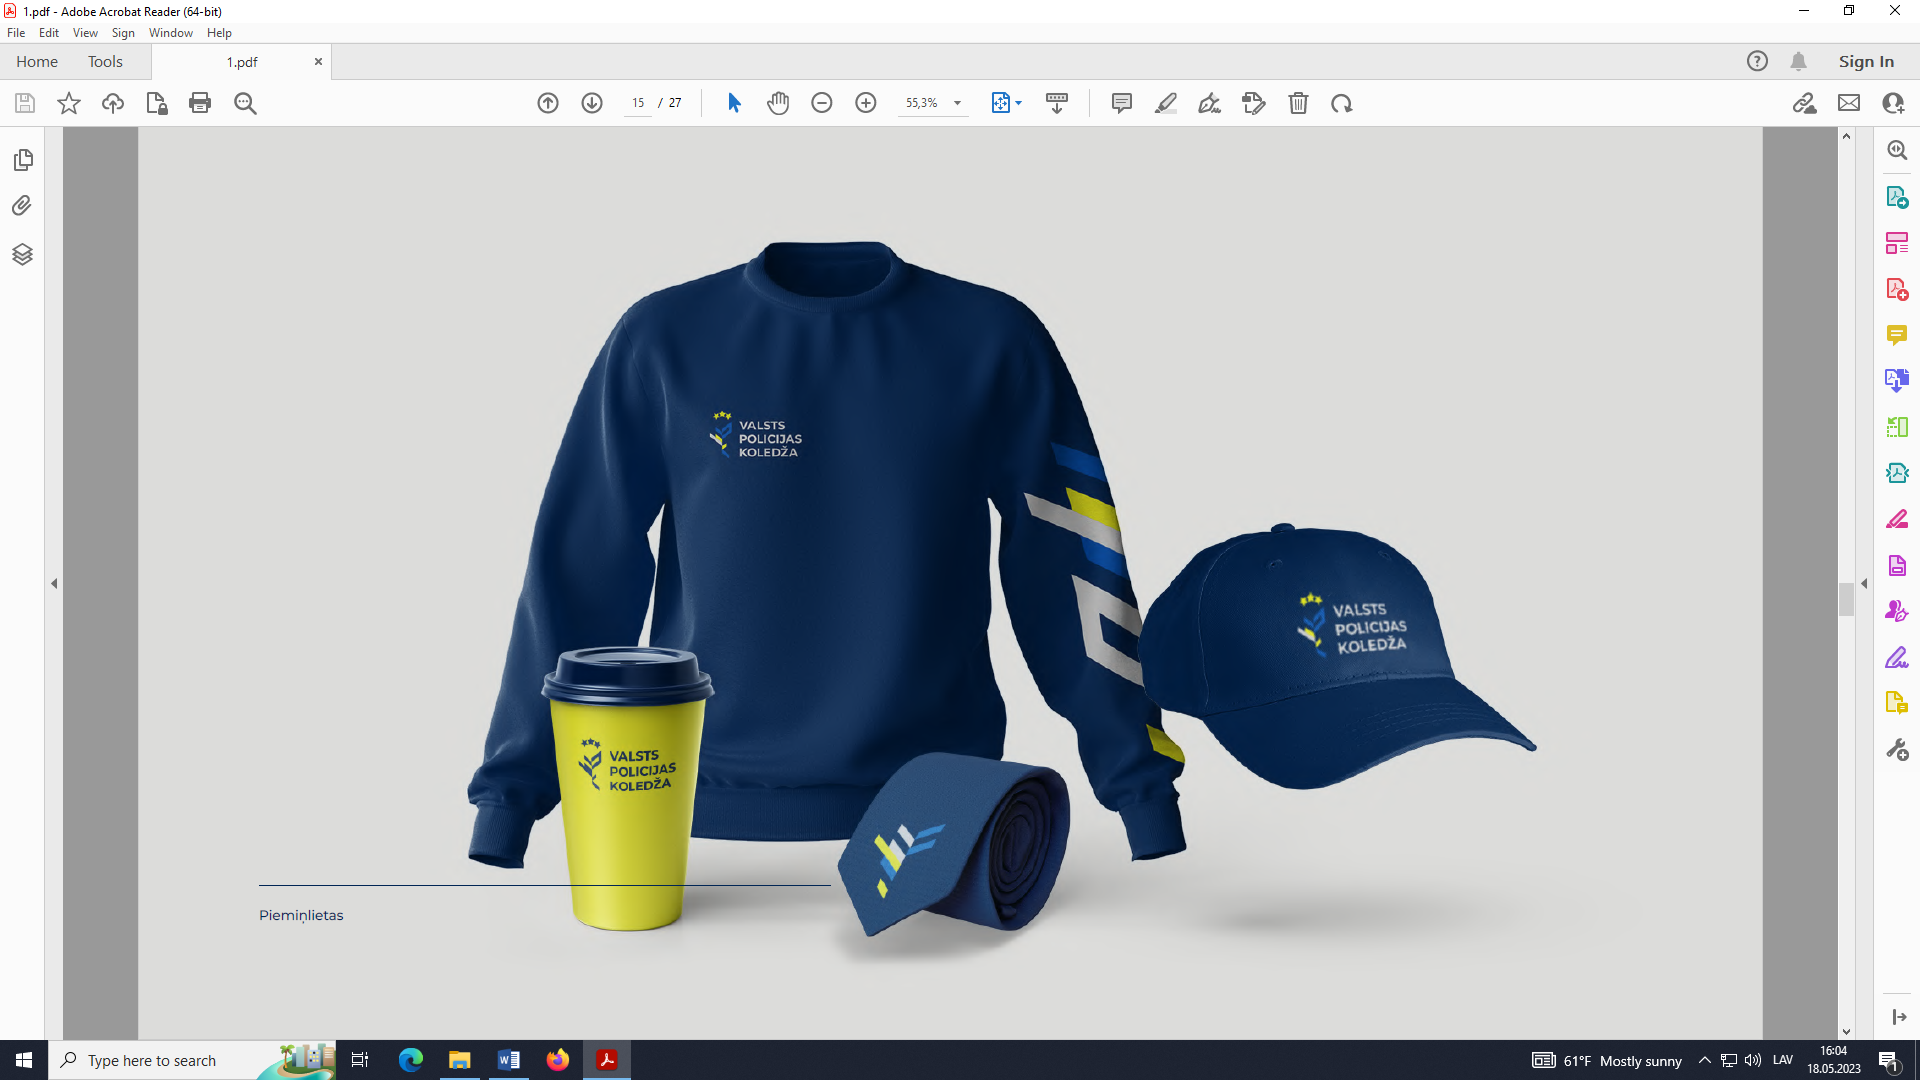 1.pdf - Adobe Acrobat Reader (64-bit)
File Edit View Sign Window Help
Home Tools 1.pdf Sign In
15 / 27 55,3%
VALSTS
POLICIJAS
KOLEDŽA
VALSTS
POLICIJAS
KOLEDŽA
VALSTS
POLICIJAS
KOLEDŽA
Piemiņlietas
Type here to search
61°F Mostly sunny LAV 16:04
18.05.2023
1